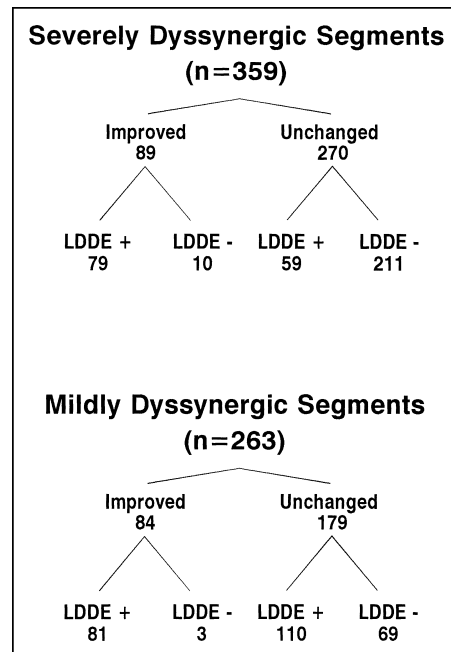 Severely Dyssynergic Segments
(n=359)
Improved Unchanged
89 270
LDDE + LDDE - LDDE + LDDE -
79 10 59 211
Mildly Dyssynergic Segments
(n=263)
Improved Unchanged
84 179
LDDE + LDDE - LDDE + LDDE -
81 3 110 69